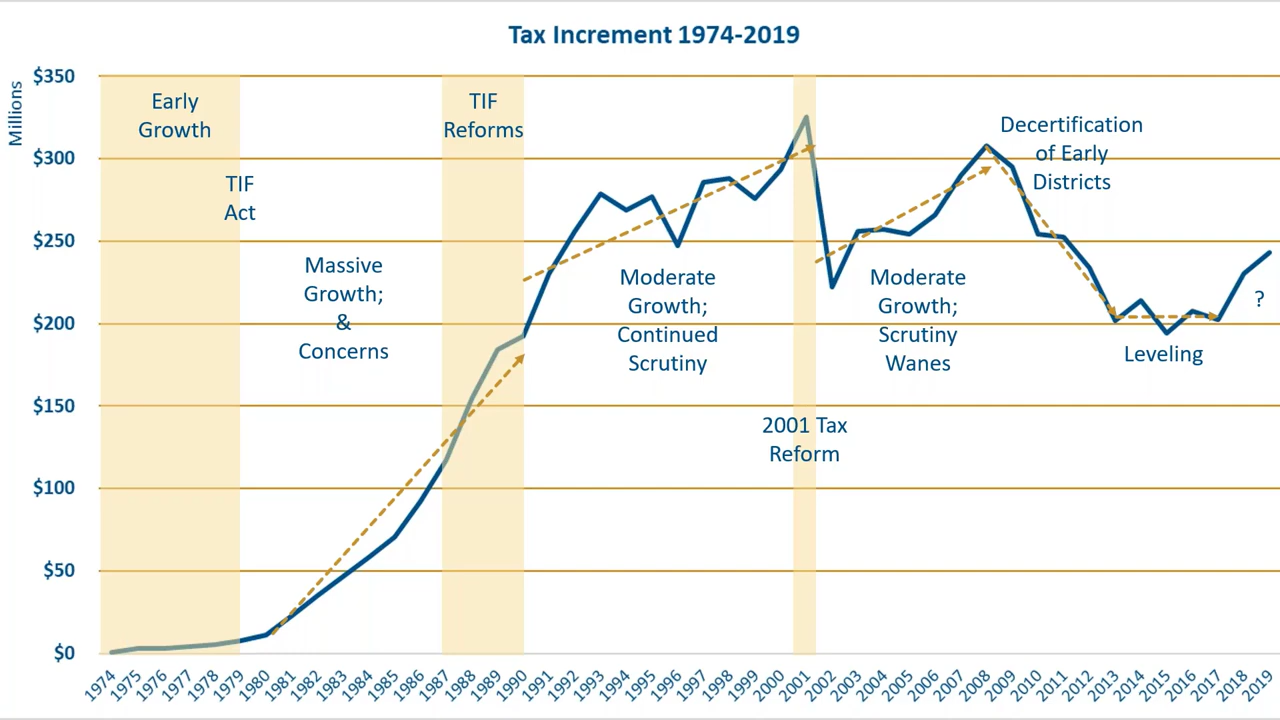 Tax Increment 1974-2019
Millions
$350
$300
$250
$200
$150
$100
$50
$0
Early
Growth
TIF
Act
Massive
Growth;
&
Concerns
TIF
Reforms
Moderate
Growth;
Continued
Scrutiny
2001 Tax
Reform
Moderate
Growth;
Scrutiny
Wanes
Decertification
of Early
Districts
Leveling
?
1974
1975
1976
1977
1978
1979
1980
1981
1982
1983
1984
1985
1986
1987
1988
1989
1990
1991
1992
1993
1994
1995
1996
1997
1998
1999
2000
2001
2002
2003
2004
2005
2006
2007
2008
2009
2010
2011
2012
2013
2014
2015
2016
2017
2018
2019